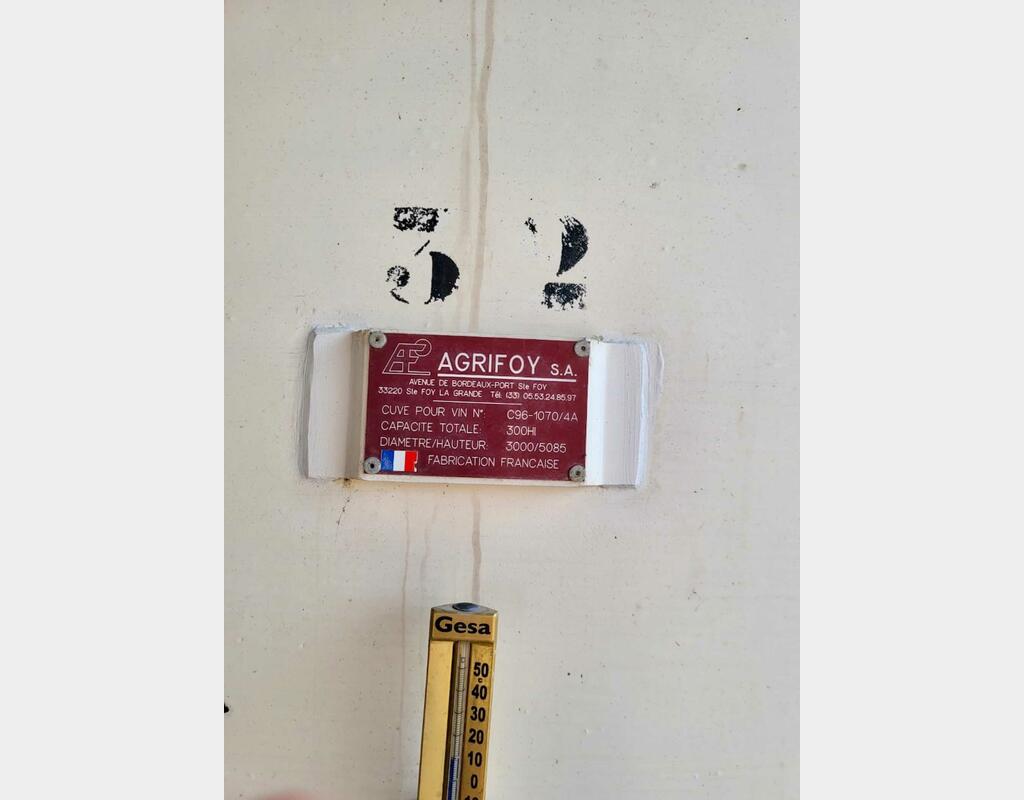 32
AF2 AGRIFOY S.A.
AVENUE DE BORDEAUX-PORT Ste FOY
33220 Ste FOY LA GRANDE Tél: (33) 05.53.24.85.97
CUVE POUR VIN N°: C96-1070/4A
CAPACITE TOTALE: 300Hl
DIAMETRE/HAUTEUR: 3000/5085
FABRICATION FRANCAISE
Gesa
50
C
40
30
20
10
0